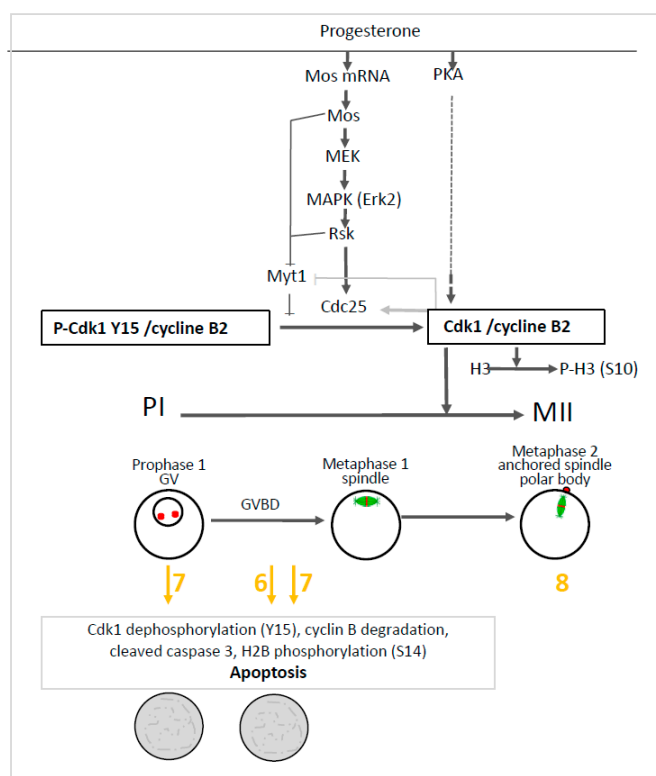 Progesterone
Mos mRNA
PKA
Mos
MEK
MAPK (Erk2)
Rsk
Myt1
Cdc25
P-Cdk1 Y15 /cycline B2
Cdk1 /cycline B2
H3
P-H3 (S10)
PI
MII
Prophase 1
GV
GVBD
Metaphase 1
spindle
Metaphase 2
anchored spindle
polar body
7
6
7
8
Cdk1 dephosphorylation (Y15), cyclin B degradation,
cleaved caspase 3, H2B phosphorylation (S14)
Apoptosis